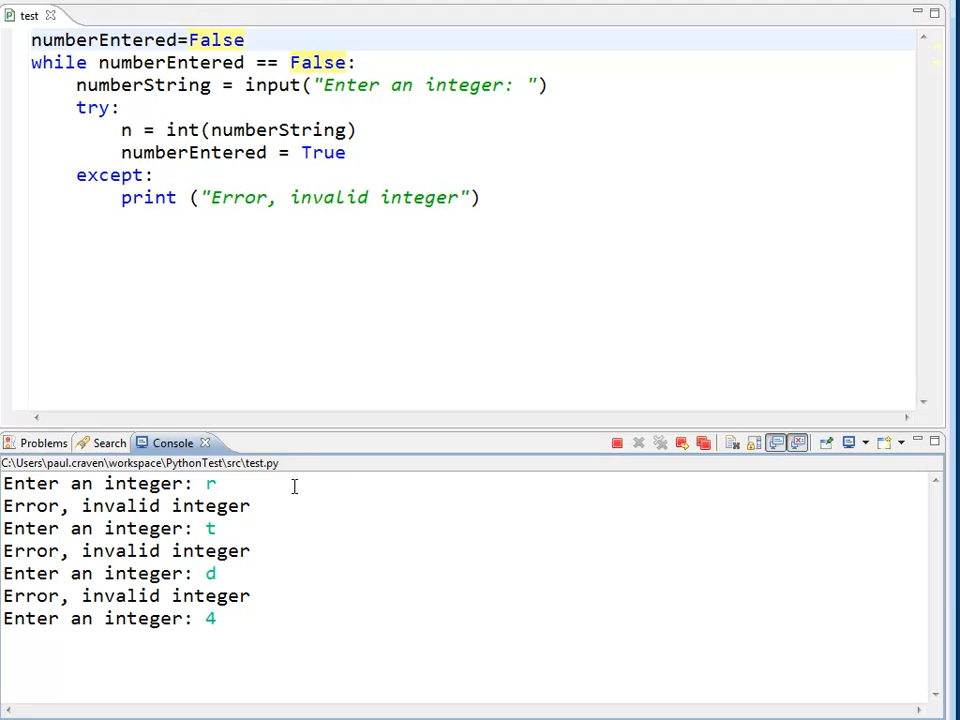 test
numberEntered=False
while numberEntered == False:
numberString = input("Enter an integer: ")
try:
n = int(numberString)
numberEntered = True
except:
print ("Error, invalid integer")
Problems Search Console
C:\Users\paul.craven\workspace\PythonTest\src\test.py
Enter an integer: r
Error, invalid integer
Enter an integer: t
Error, invalid integer
Enter an integer: d
Error, invalid integer
Enter an integer: 4